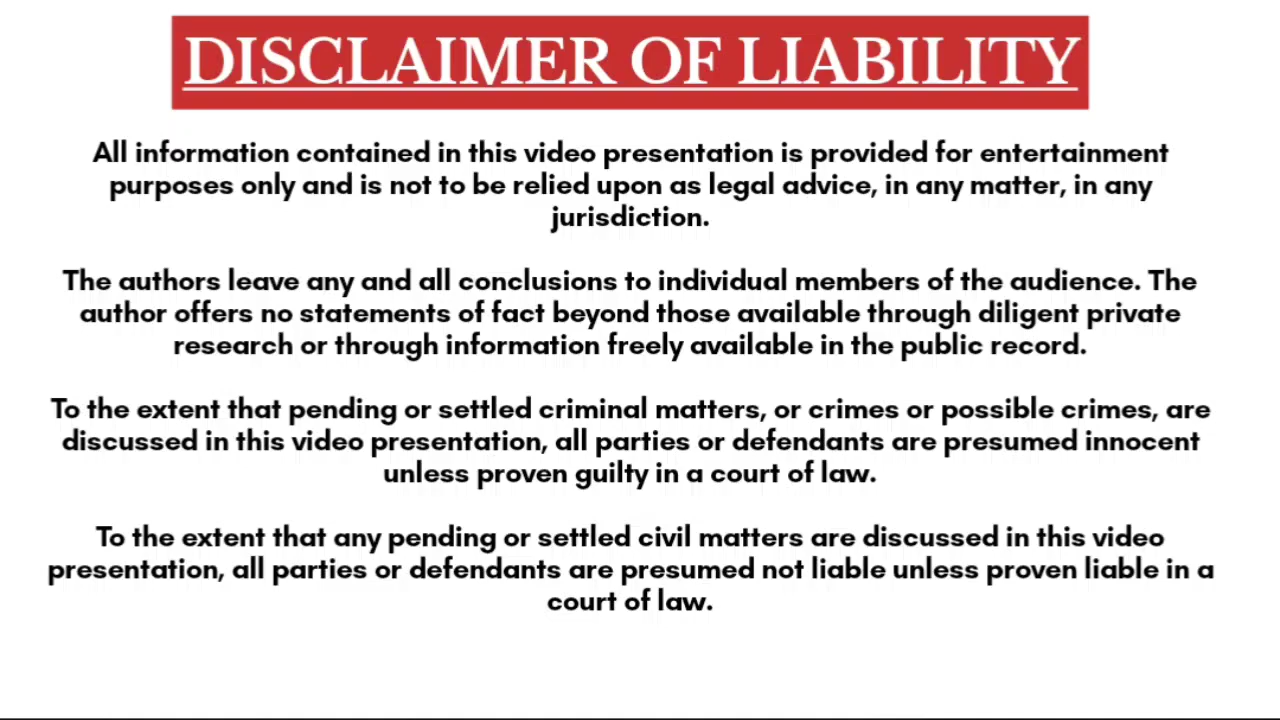 DISCLAIMER OF LIABILITY
All information contained in this video presentation is provided for entertainment
purposes only and is not to be relied upon as legal advice, in any matter, in any
jurisdiction.
The authors leave any and all conclusions to individual members of the audience. The
author offers no statements of fact beyond those available through diligent private
research or through information freely available in the public record.
To the extent that pending or settled criminal matters, or crimes or possible crimes, are
discussed in this video presentation, all parties or defendants are presumed innocent
unless proven guilty in a court of law.
To the extent that any pending or settled civil matters are discussed in this video
presentation, all parties or defendants are presumed not liable unless proven liable in a
court of law.